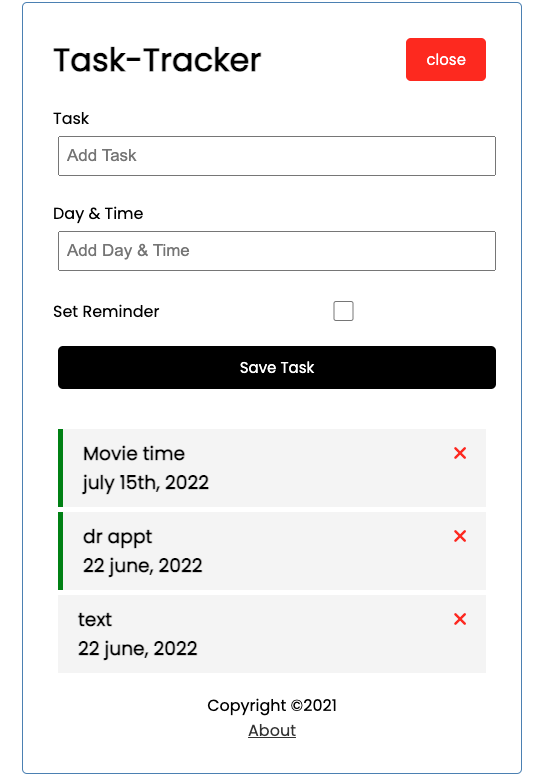 Task-Tracker
close
Task
Add Task
Day & Time
Add Day & Time
Set Reminder
Save Task
Movie time
july 15th, 2022
dr appt
22 june, 2022
text
22 june, 2022
Copyright ©2021
About